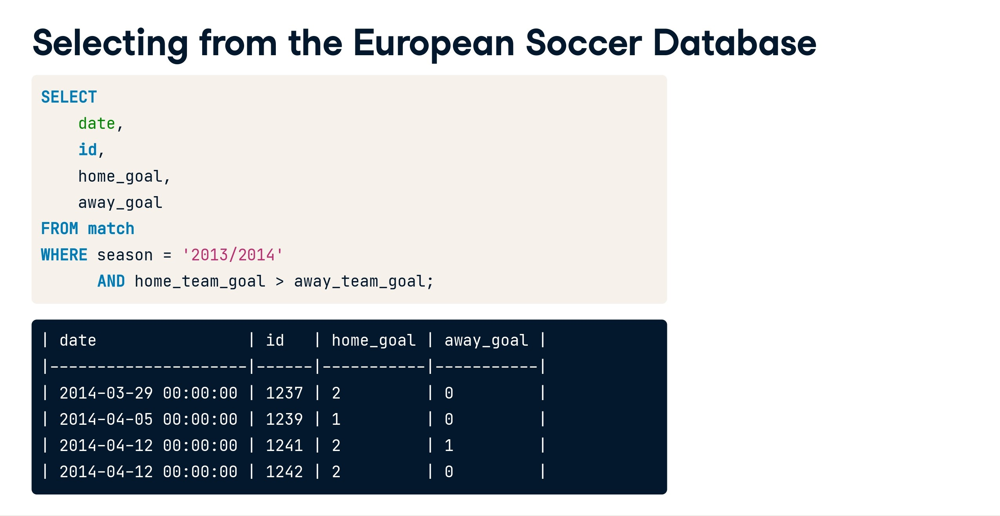 Selecting from the European Soccer Database
SELECT
    date,
    id,
    home_goal,
    away_goal
FROM match
WHERE season = '2013/2014'
      AND home_team_goal > away_team_goal;
| date                | id   | home_goal | away_goal |
|---------------------|------|-----------|-----------|
| 2014-03-29 00:00:00 | 1237 | 2         | 0         |
| 2014-04-05 00:00:00 | 1239 | 1         | 0         |
| 2014-04-12 00:00:00 | 1241 | 2         | 1         |
| 2014-04-12 00:00:00 | 1242 | 2         | 0         |